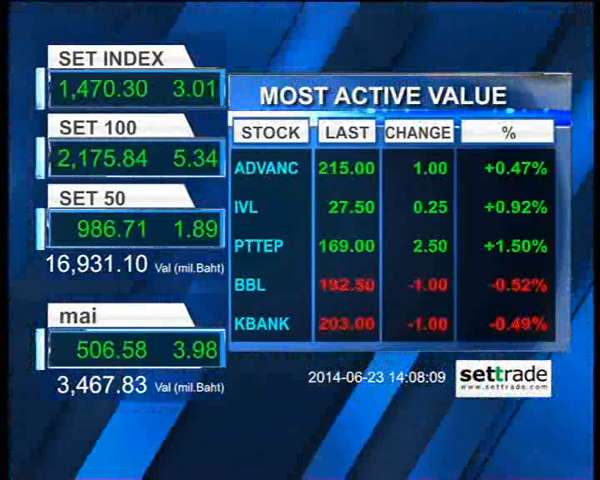 SET INDEX
1,470.30 3.01
SET 100
2,175.84 5.34
SET 50
986.71 1.89
16,931.10 Val (mil.Baht)
mai
506.58 3.98
3,467.83 Val (mil.Baht)
MOST ACTIVE VALUE
STOCK LAST CHANGE %
ADVANC 215.00 1.00 +0.47%
IVL 27.50 0.25 +0.92%
PTTEP 169.00 2.50 +1.50%
BBL 192.50 -1.00 -0.52%
KBANK 203.00 -1.00 -0.49%
2014-06-23 14:08:09
settrade
www.settrade.com